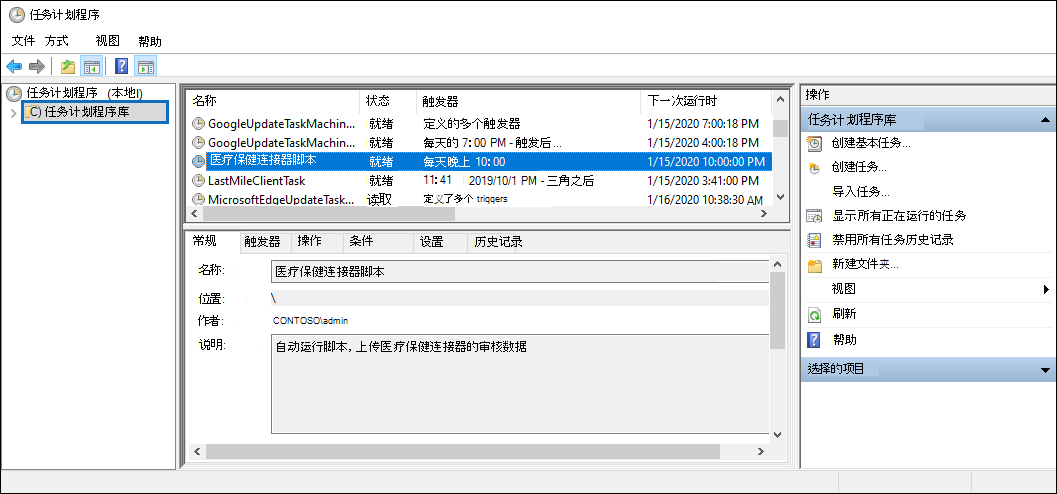 任务计划程序
文件 方式 视图 帮助
任务计划程序 (本地)
C) 任务计划程序库
名称 状态 触发器 下一次运行时
GoogleUpdateTaskMachin... 就绪 定义的多个触发器 1/15/2020 7:00:18 PM
GoogleUpdateTaskMachin... 就绪 每天的 7:00 PM - 触发后... 1/15/2020 4:00:18 PM
医疗保健连接器脚本 就绪 每天晚上 10:00 1/15/2020 10:00:00 PM
LastMileClientTask 就绪 11:41 2019/10/1 PM - 三角之后 1/15/2020 3:41:00 PM
MicrosoftEdgeUpdateTask... 读取 定义了多个 triggers 1/16/2020 10:38:30 AM
常规 触发器 操作 条件 设置 历史记录
名称: 医疗保健连接器脚本
位置: \
作者: CONTOSO\admin
说明: 自动运行脚本, 上传医疗保健连接器的审核数据
操作
任务计划程序库
创建基本任务...
创建任务...
导入任务...
显示所有正在运行的任务
禁用所有任务历史记录
新建文件夹...
视图
刷新
帮助
选择的项目